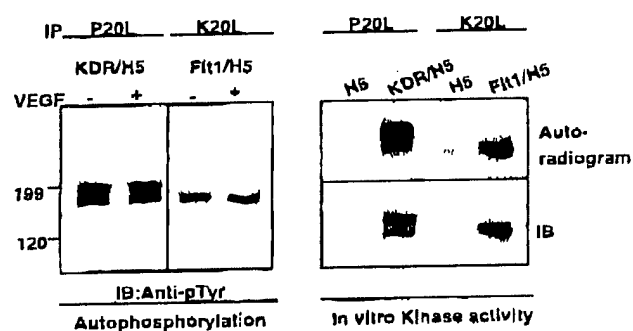 IP P20L K20L
KDR/H5 Flt1/H5
VEGF - + - +
199
120
IB:Anti-pTyr
Autophosphorylation
P20L K20L
H5 KDR/H5 H5 Flt1/H5
Auto-
radiogram
IB
In vitro Kinase activity